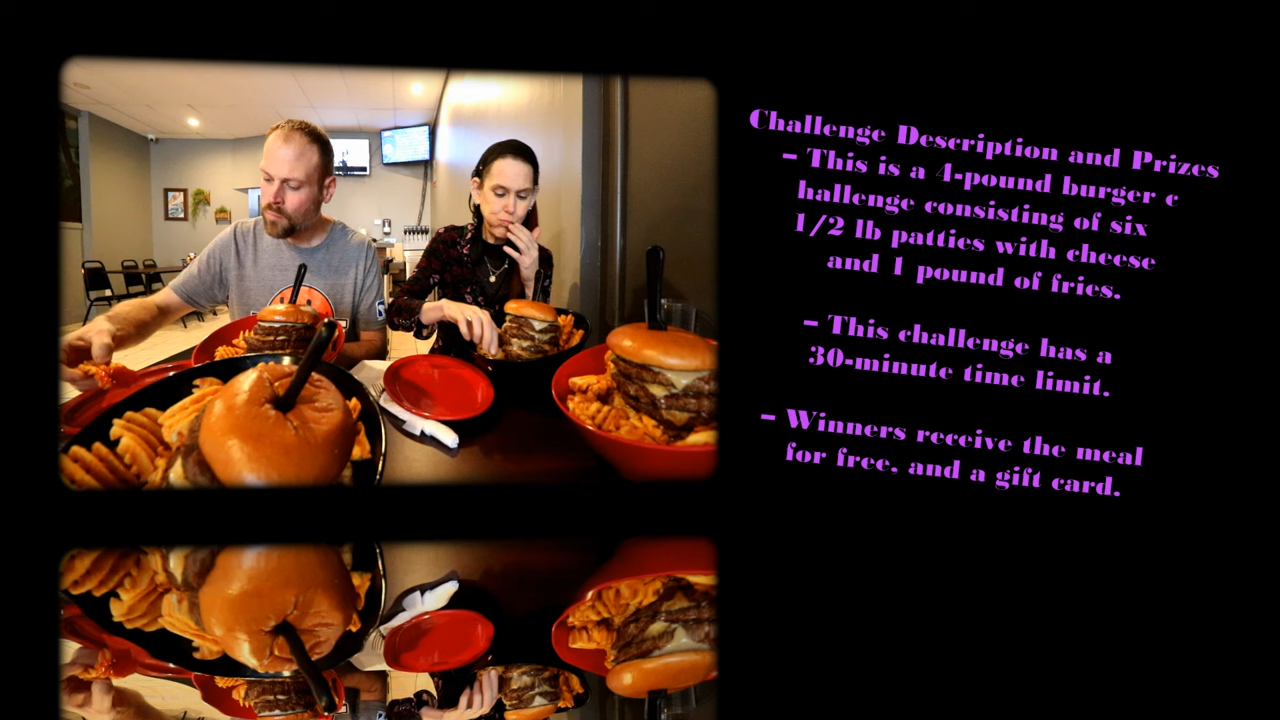 Challenge Description and Prizes
- This is a 4-pound burger c
hallenge consisting of six
1/2 lb patties with cheese
and 1 pound of fries.
- This challenge has a
30-minute time limit.
- Winners receive the meal
for free. and a gift card.